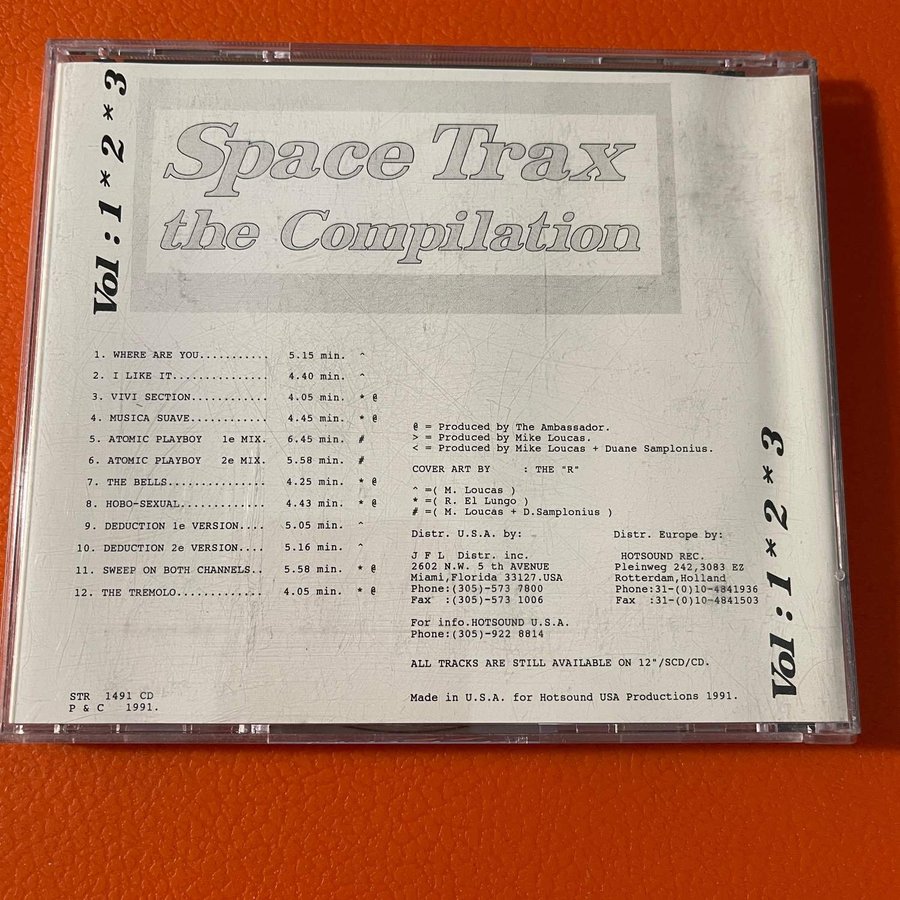 Vol : 1 * 2 * 3
Space Trax
the Compilation
1. WHERE ARE YOU........... 5.15 min. ^
2. I LIKE IT............... 4.40 min. ^
3. VIVI SECTION............ 4.05 min. * @
4. MUSICA SUAVE............ 4.45 min. * @
5. ATOMIC PLAYBOY 1e MIX. 6.45 min. #
6. ATOMIC PLAYBOY 2e MIX. 5.58 min. #
7. THE BELLS............... 4.25 min. * @
8. HOBO-SEXUAL............. 4.43 min. * @
9. DEDUCTION 1e VERSION.... 5.05 min. ^
10. DEDUCTION 2e VERSION.... 5.16 min. ^
11. SWEEP ON BOTH CHANNELS.. 5.58 min. * @
12. THE TREMOLO............. 4.05 min. * @
STR 1491 CD
P & C 1991.
@ = Produced by The Ambassador.
> = Produced by Mike Loucas.
< = Produced by Mike Loucas + Duane Samplonius.
COVER ART BY : THE "R"
^ =( M. Loucas )
* =( R. El Lungo )
# =( M. Loucas + D.Samplonius )
Distr. U.S.A. by:
J F L Distr. inc.
2602 N.W. 5 th AVENUE
Miami,Florida 33127.USA
Phone:(305)-573 7800
Fax :(305)-573 1006
Distr. Europe by:
HOTSOUND REC.
Pleinweg 242,3083 EZ
Rotterdam,Holland
Phone:31-(0)10-4841936
Fax :31-(0)10-4841503
For info.HOTSOUND U.S.A.
Phone:(305)-922 8814
ALL TRACKS ARE STILL AVAILABLE ON 12"/SCD/CD.
Made in U.S.A. for Hotsound USA Productions 1991.
Vol : 1 * 2 * 3